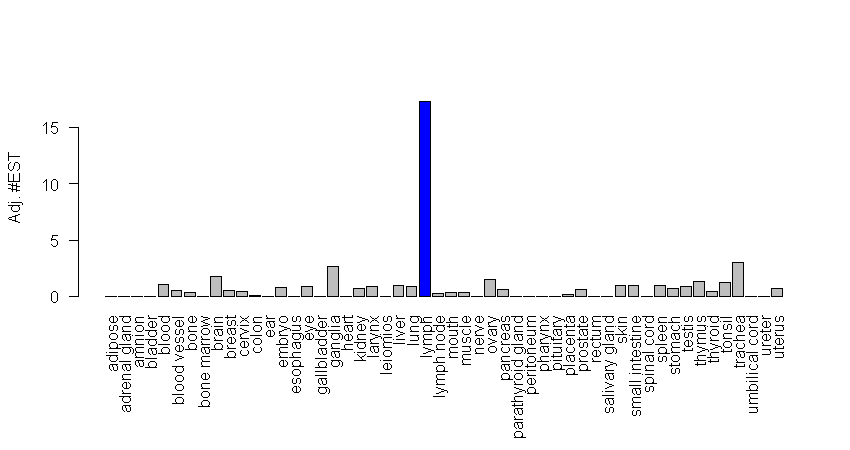 Adj. #EST
15
10
5
0
adipose
adrenal gland
amnion
bladder
blood
blood vessel
bone
bone marrow
brain
breast
cervix
colon
ear
embryo
esophagus
eye
gallbladder
ganglia
heart
kidney
larynx
leiomios
liver
lung
lymph
lymph node
mouth
muscle
nerve
ovary
pancreas
parathyroid gland
peritoneum
pharynx
pituitary
placenta
prostate
rectum
salivary gland
skin
small intestine
spinal cord
spleen
stomach
testis
thymus
thyroid
tonsil
trachea
umbilical cord
ureter
uterus